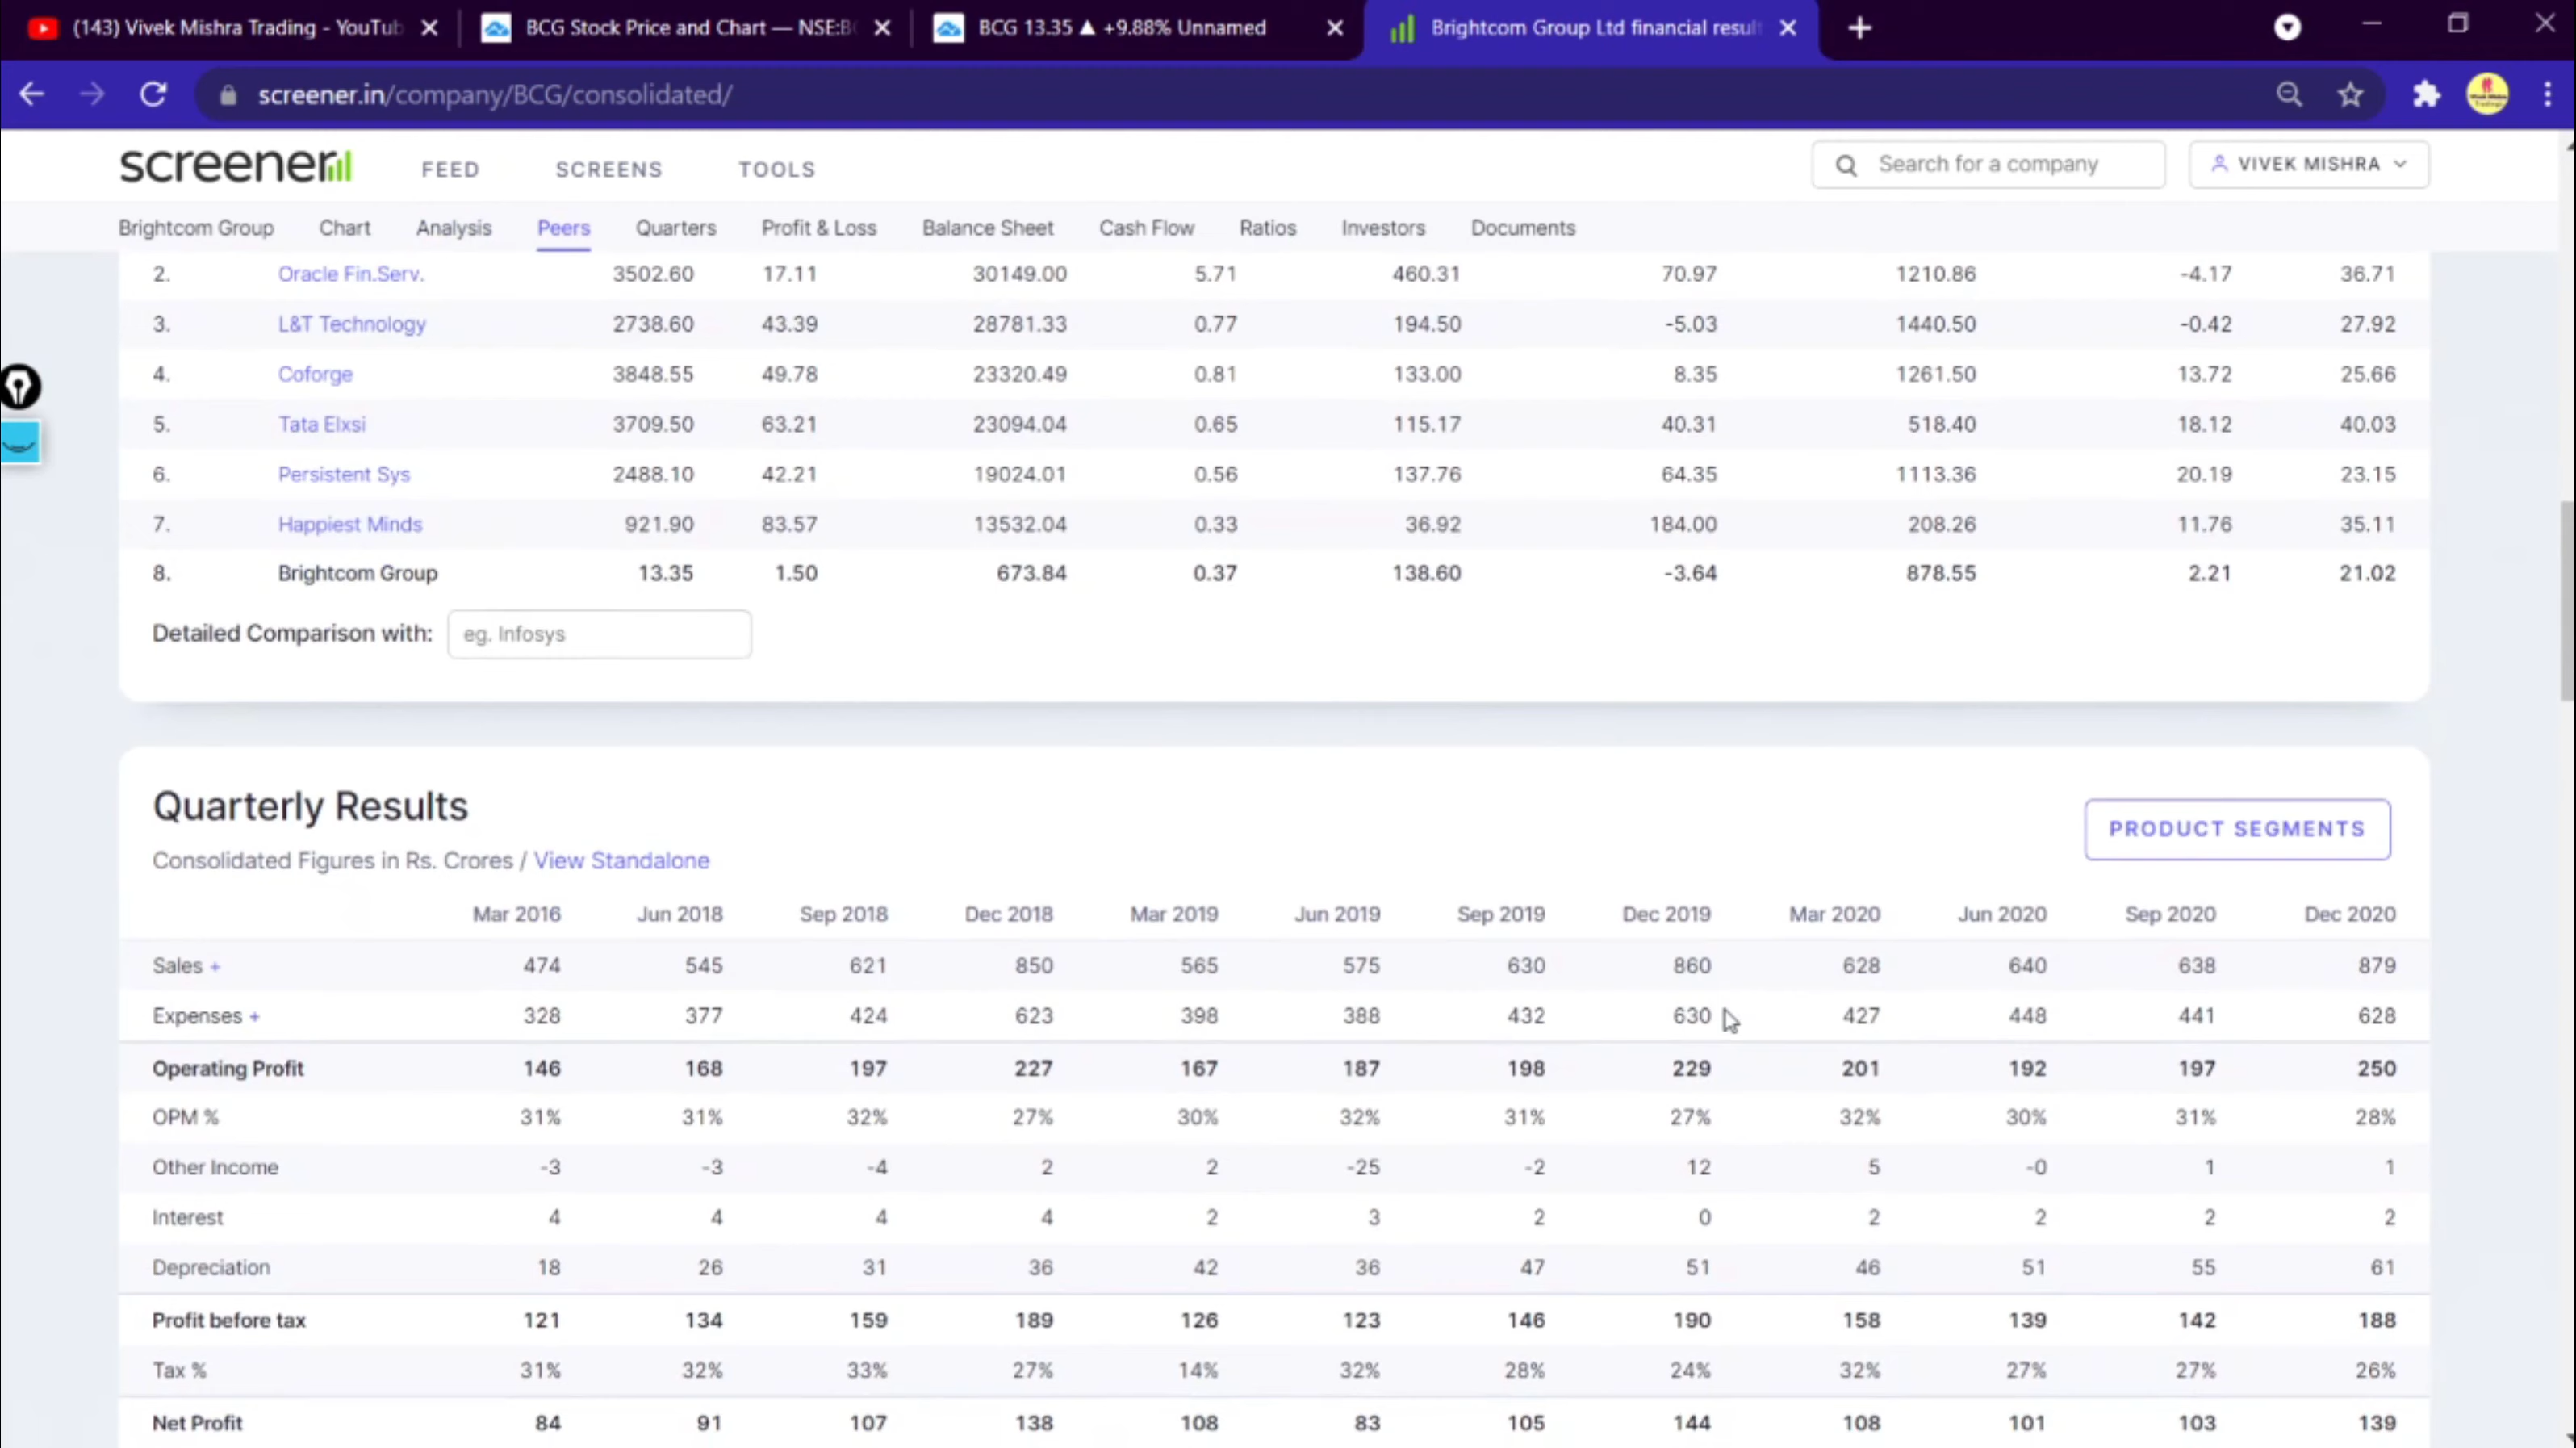 (143) Vivek Mishra Trading - YouTub
BCG Stock Price and Chart — NSE:B
BCG 13.35 ▲ +9.88% Unnamed
Brightcom Group Ltd financial resul
screener.in/company/BCG/consolidated/
screener FEED SCREENS TOOLS Search for a company VIVEK MISHRA
Brightcom Group Chart Analysis Peers Quarters Profit & Loss Balance Sheet Cash Flow Ratios Investors Documents
2. Oracle Fin.Serv. 3502.60 17.11 30149.00 5.71 460.31 70.97 1210.86 -4.17 36.71
3. L&T Technology 2738.60 43.39 28781.33 0.77 194.50 -5.03 1440.50 -0.42 27.92
4. Coforge 3848.55 49.78 23320.49 0.81 133.00 8.35 1261.50 13.72 25.66
5. Tata Elxsi 3709.50 63.21 23094.04 0.65 115.17 40.31 518.40 18.12 40.03
6. Persistent Sys 2488.10 42.21 19024.01 0.56 137.76 64.35 1113.36 20.19 23.15
7. Happiest Minds 921.90 83.57 13532.04 0.33 36.92 184.00 208.26 11.76 35.11
8. Brightcom Group 13.35 1.50 673.84 0.37 138.60 -3.64 878.55 2.21 21.02
Detailed Comparison with: eg. Infosys
Quarterly Results
PRODUCT SEGMENTS
Consolidated Figures in Rs. Crores / View Standalone
Mar 2016 Jun 2018 Sep 2018 Dec 2018 Mar 2019 Jun 2019 Sep 2019 Dec 2019 Mar 2020 Jun 2020 Sep 2020 Dec 2020
Sales + 474 545 621 850 565 575 630 860 628 640 638 879
Expenses + 328 377 424 623 398 388 432 630 427 448 441 628
Operating Profit 146 168 197 227 167 187 198 229 201 192 197 250
OPM % 31% 31% 32% 27% 30% 32% 31% 27% 32% 30% 31% 28%
Other Income -3 -3 -4 2 2 -25 -2 12 5 -0 1 1
Interest 4 4 4 4 2 3 2 0 2 2 2 2
Depreciation 18 26 31 36 42 36 47 51 46 51 55 61
Profit before tax 121 134 159 189 126 123 146 190 158 139 142 188
Tax % 31% 32% 33% 27% 14% 32% 28% 24% 32% 27% 27% 26%
Net Profit 84 91 107 138 108 83 105 144 108 101 103 139